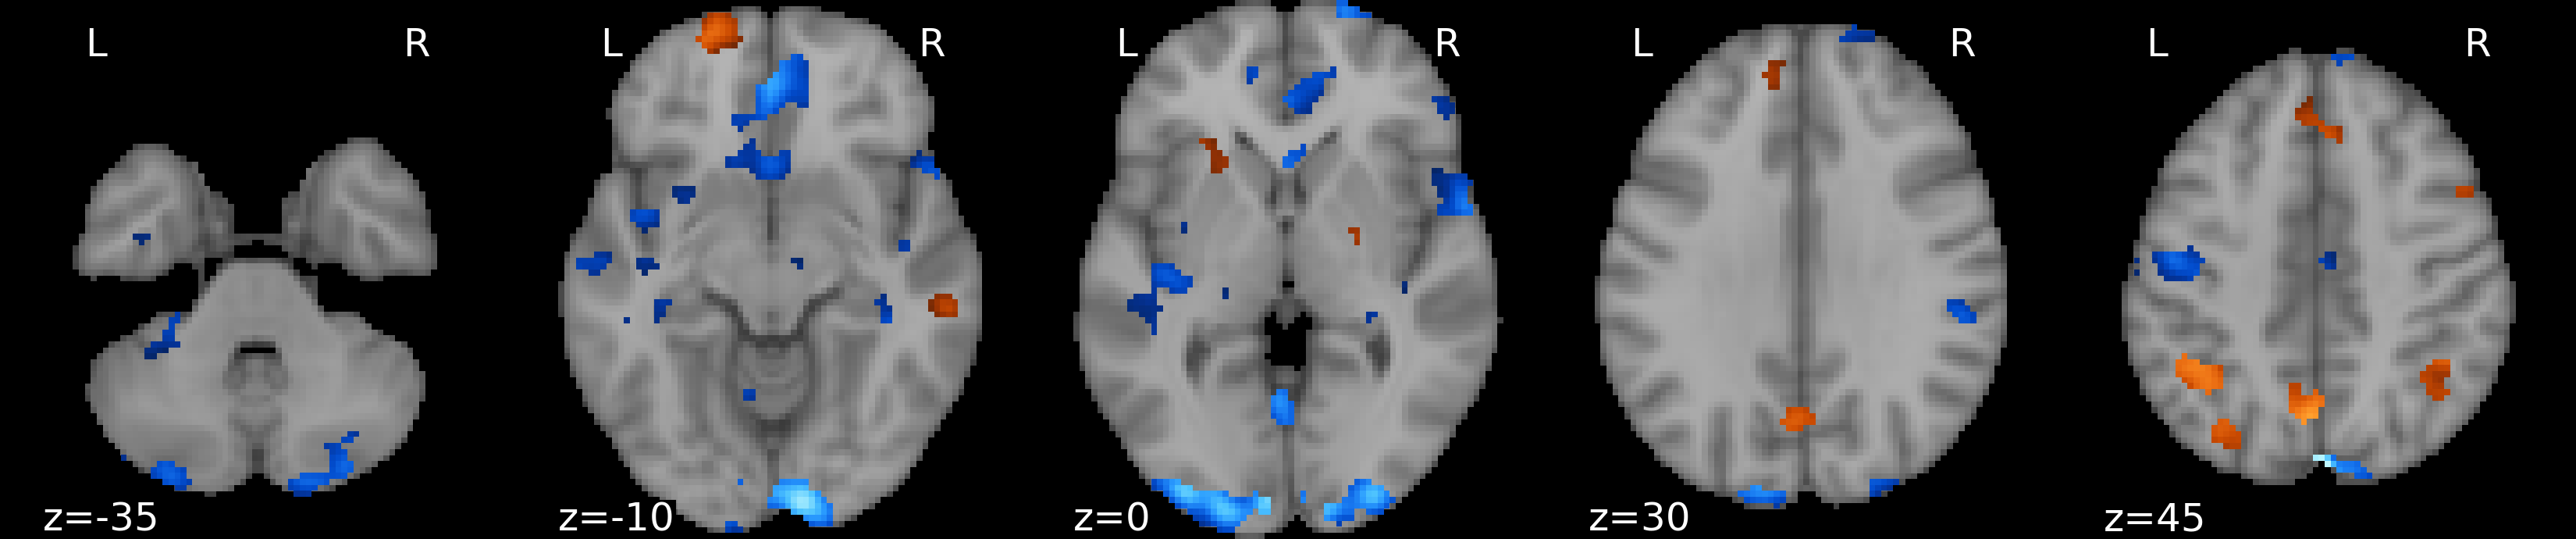 L R L R L R L R L R
z=-35 z=-10 z=0 z=30 z=45